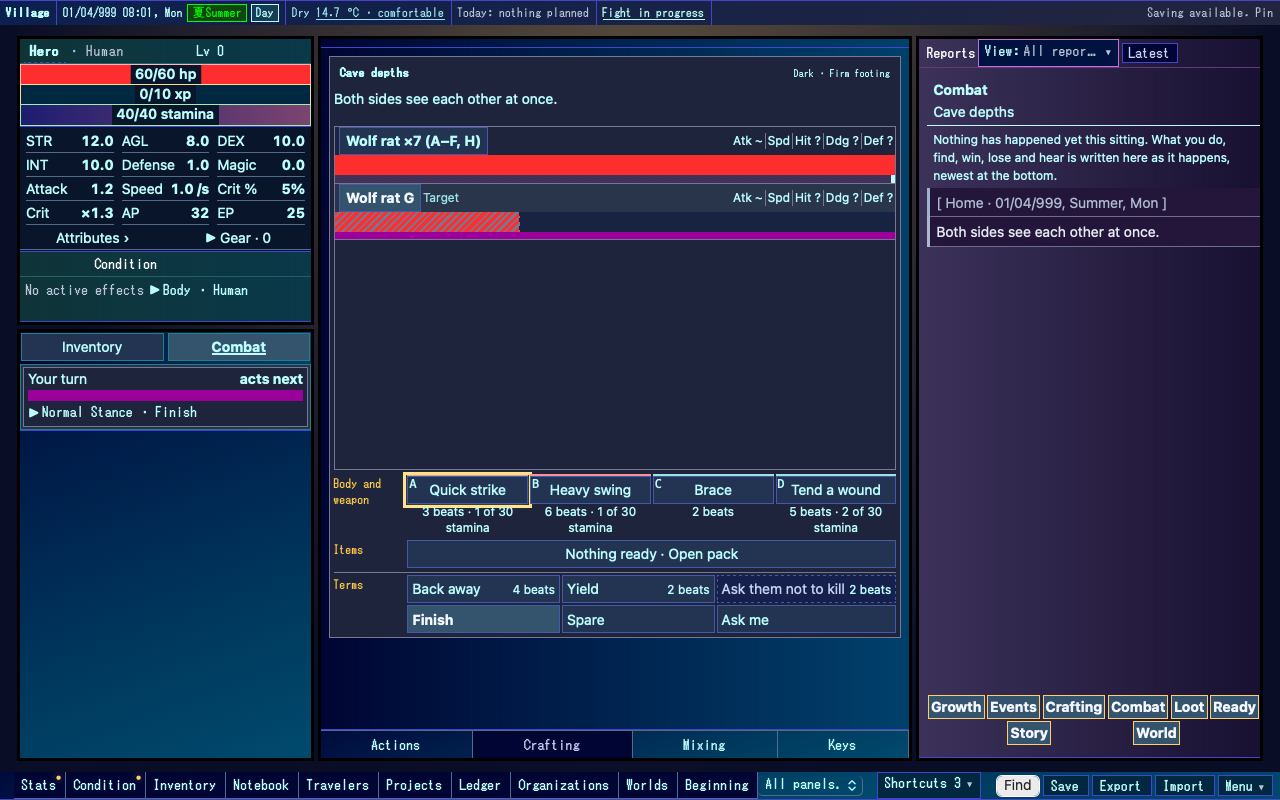 Village 01/04/999 08:01, Mon 夏Summer Day Dry 14.7 °C · comfortable Today: nothing planned Fight in progress Saving available. Pin
Hero · Human Lv 0
60/60 hp
0/10 xp
40/40 stamina
STR 12.0 AGL 8.0 DEX 10.0
INT 10.0 Defense 1.0 Magic 0.0
Attack 1.2 Speed 1.0 /s Crit % 5%
Crit ×1.3 AP 32 EP 25
Attributes › ▶ Gear · 0
Condition
No active effects ▶Body · Human
Inventory Combat
Your turn acts next
▶Normal Stance · Finish
Cave depths Dark · Firm footing
Both sides see each other at once.
Wolf rat ×7 (A–F, H) Atk ~ Spd Hit ? Ddg ? Def ?
Wolf rat G Target Atk ~ Spd Hit ? Ddg ? Def ?
Body and weapon
A Quick strike B Heavy swing C Brace D Tend a wound
3 beats · 1 of 30 stamina 6 beats · 1 of 30 stamina 2 beats 5 beats · 2 of 30 stamina
Items Nothing ready · Open pack
Terms Back away 4 beats Yield 2 beats Ask them not to kill 2 beats
Finish Spare Ask me
Actions Crafting Mixing Keys
Reports View: All repor… ▾ Latest
Combat
Cave depths
Nothing has happened yet this sitting. What you do,
find, win, lose and hear is written here as it happens,
newest at the bottom.
[ Home · 01/04/999, Summer, Mon ]
Both sides see each other at once.
Growth Events Crafting Combat Loot Ready
Story World
Stats Condition Inventory Notebook Travelers Projects Ledger Organizations Worlds Beginning All panels. Shortcuts 3 ▾ Find Save Export Import Menu ▾